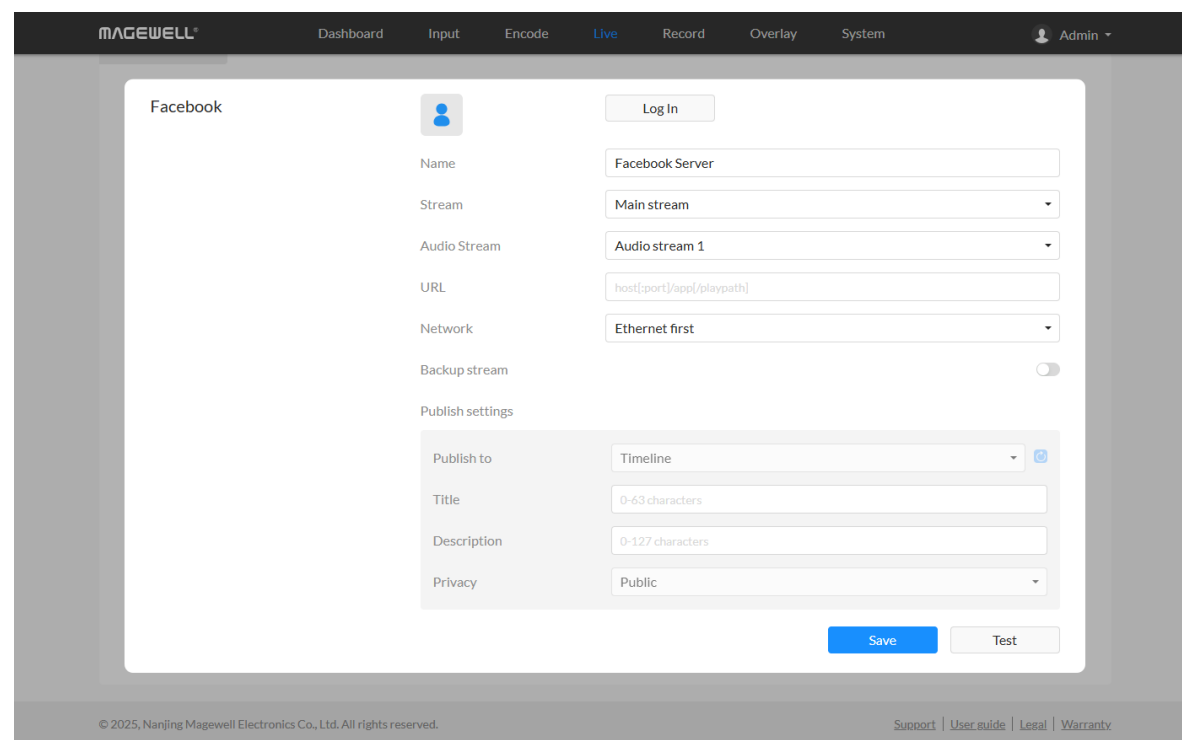 MAGEWELL® Dashboard Input Encode Live Record Overlay System Admin
Facebook Log In
Name Facebook Server
Stream Main stream
Audio Stream Audio stream 1
URL host[:port]/app[/playpath]
Network Ethernet first
Backup stream
Publish settings
Publish to Timeline
Title 0-63 characters
Description 0-127 characters
Privacy Public
Save Test
© 2025, Nanjing Magewell Electronics Co., Ltd. All rights reserved. Support | User guide | Legal | Warranty